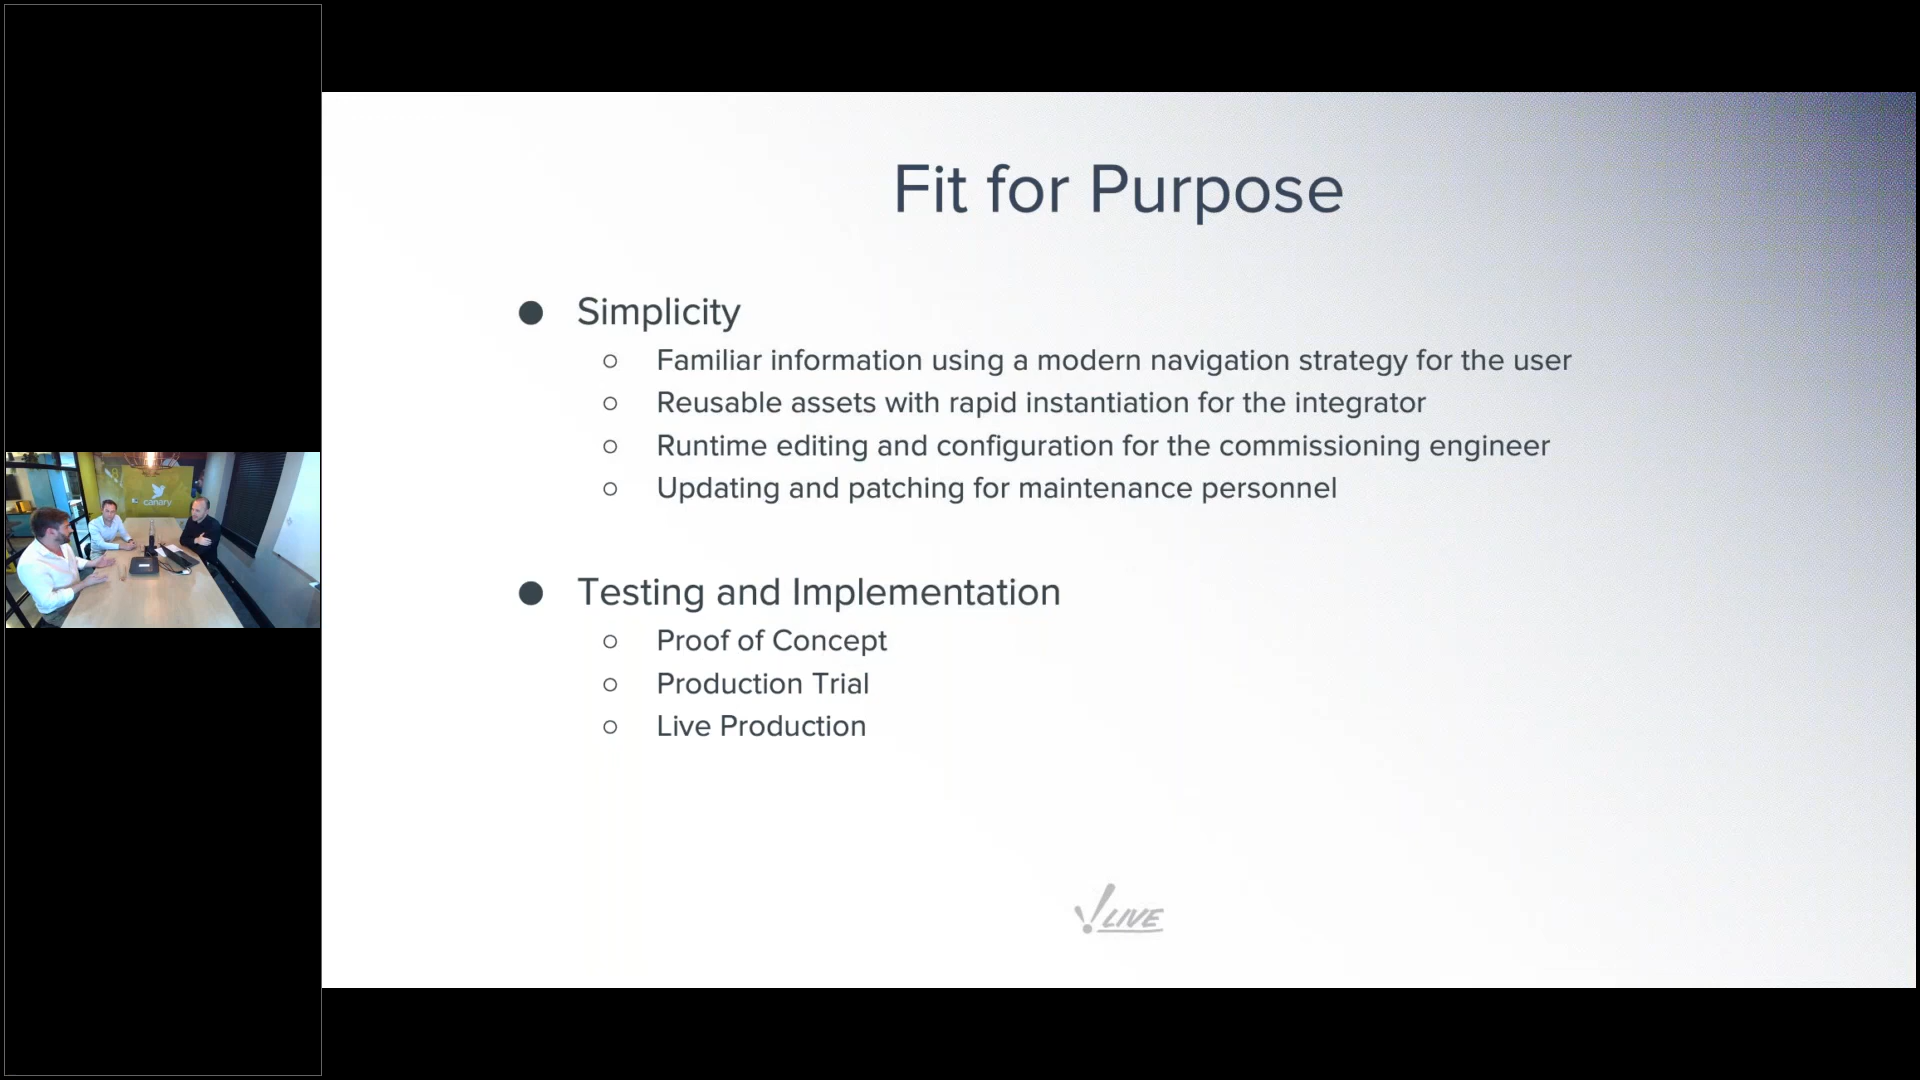 Fit for Purpose
● Simplicity
○ Familiar information using a modern navigation strategy for the user
○ Reusable assets with rapid instantiation for the integrator
○ Runtime editing and configuration for the commissioning engineer
○ Updating and patching for maintenance personnel
● Testing and Implementation
○ Proof of Concept
○ Production Trial
○ Live Production
LIVE
canary